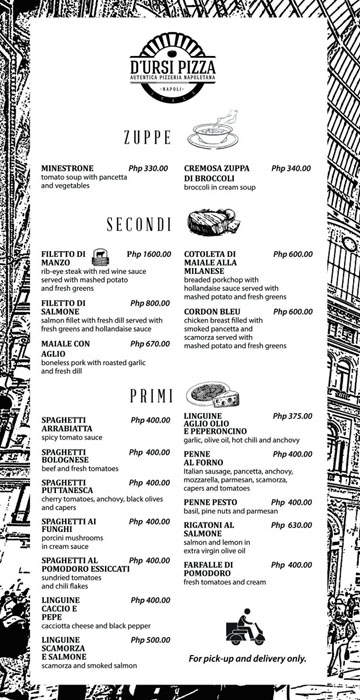 D'URSI PIZZA
AUTENTICA PIZZERIA NAPOLETANA
·NAPOLI·
ZUPPE
MINESTRONE Php 330.00
tomato soup with pancetta
and vegetables
CREMOSA ZUPPA Php 340.00
DI BROCCOLI
broccoli in cream soup
SECONDI
FILETTO DI Php 1600.00
MANZO
rib-eye steak with red wine sauce
served with mashed potato
and fresh greens
FILETTO DI Php 800.00
SALMONE
salmon fillet with fresh dill served with
fresh greens and hollandaise sauce
MAIALE CON Php 670.00
AGLIO
boneless pork with roasted garlic
and fresh dill
COTOLETA DI Php 600.00
MAIALE ALLA
MILANESE
breaded porkchop with
hollandaise sauce served with
mashed potato and fresh greens
CORDON BLEU Php 600.00
chicken breast filled with
smoked pancetta and
scamorza served with
mashed potato and fresh greens
PRIMI
SPAGHETTI Php 400.00
ARRABIATTA
spicy tomato sauce
SPAGHETTI Php 400.00
BOLOGNESE
beef and fresh tomatoes
SPAGHETTI Php 400.00
PUTTANESCA
cherry tomatoes, anchovy, black olives
and capers
SPAGHETTI AI Php 400.00
FUNGHI
porcini mushrooms
in cream sauce
SPAGHETTI AL Php 400.00
POMODORO ESSICCATI
sundried tomatoes
and chili flakes
LINGUINE Php 400.00
CACCIO E
PEPE
cacciotta cheese and black pepper
LINGUINE Php 500.00
SCAMORZA
E SALMONE
scamorza and smoked salmon
LINGUINE Php 375.00
AGLIO OLIO
E PEPERONCINO
garlic, olive oil, hot chili and anchovy
PENNE Php 400.00
AL FORNO
Italian sausage, pancetta, anchovy,
mozzarella, parmesan, scamorza,
capers and tomatoes
PENNE PESTO Php 400.00
basil, pine nuts and parmesan
RIGATONI AL Php 630.00
SALMONE
salmon and lemon in
extra virgin olive oil
FARFALLE DI Php 400.00
POMODORO
fresh tomatoes and cream
For pick-up and delivery only.